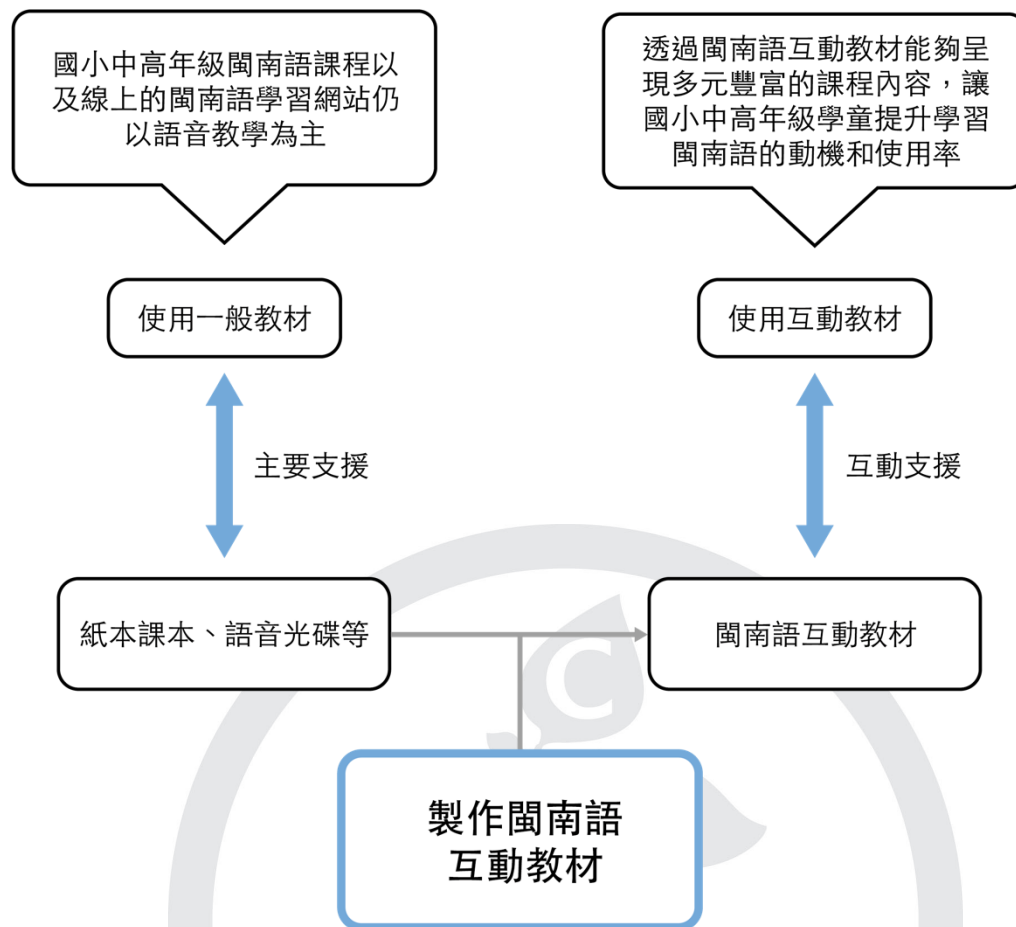 國小中高年級閩南語課程以
及線上的閩南語學習網站仍
以語音教學為主
透過閩南語互動教材能夠呈
現多元豐富的課程內容，讓
國小中高年級學童提升學習
閩南語的動機和使用率
使用一般教材
使用互動教材
主要支援
互動支援
紙本課本、語音光碟等
閩南語互動教材
C
製作閩南語
互動教材